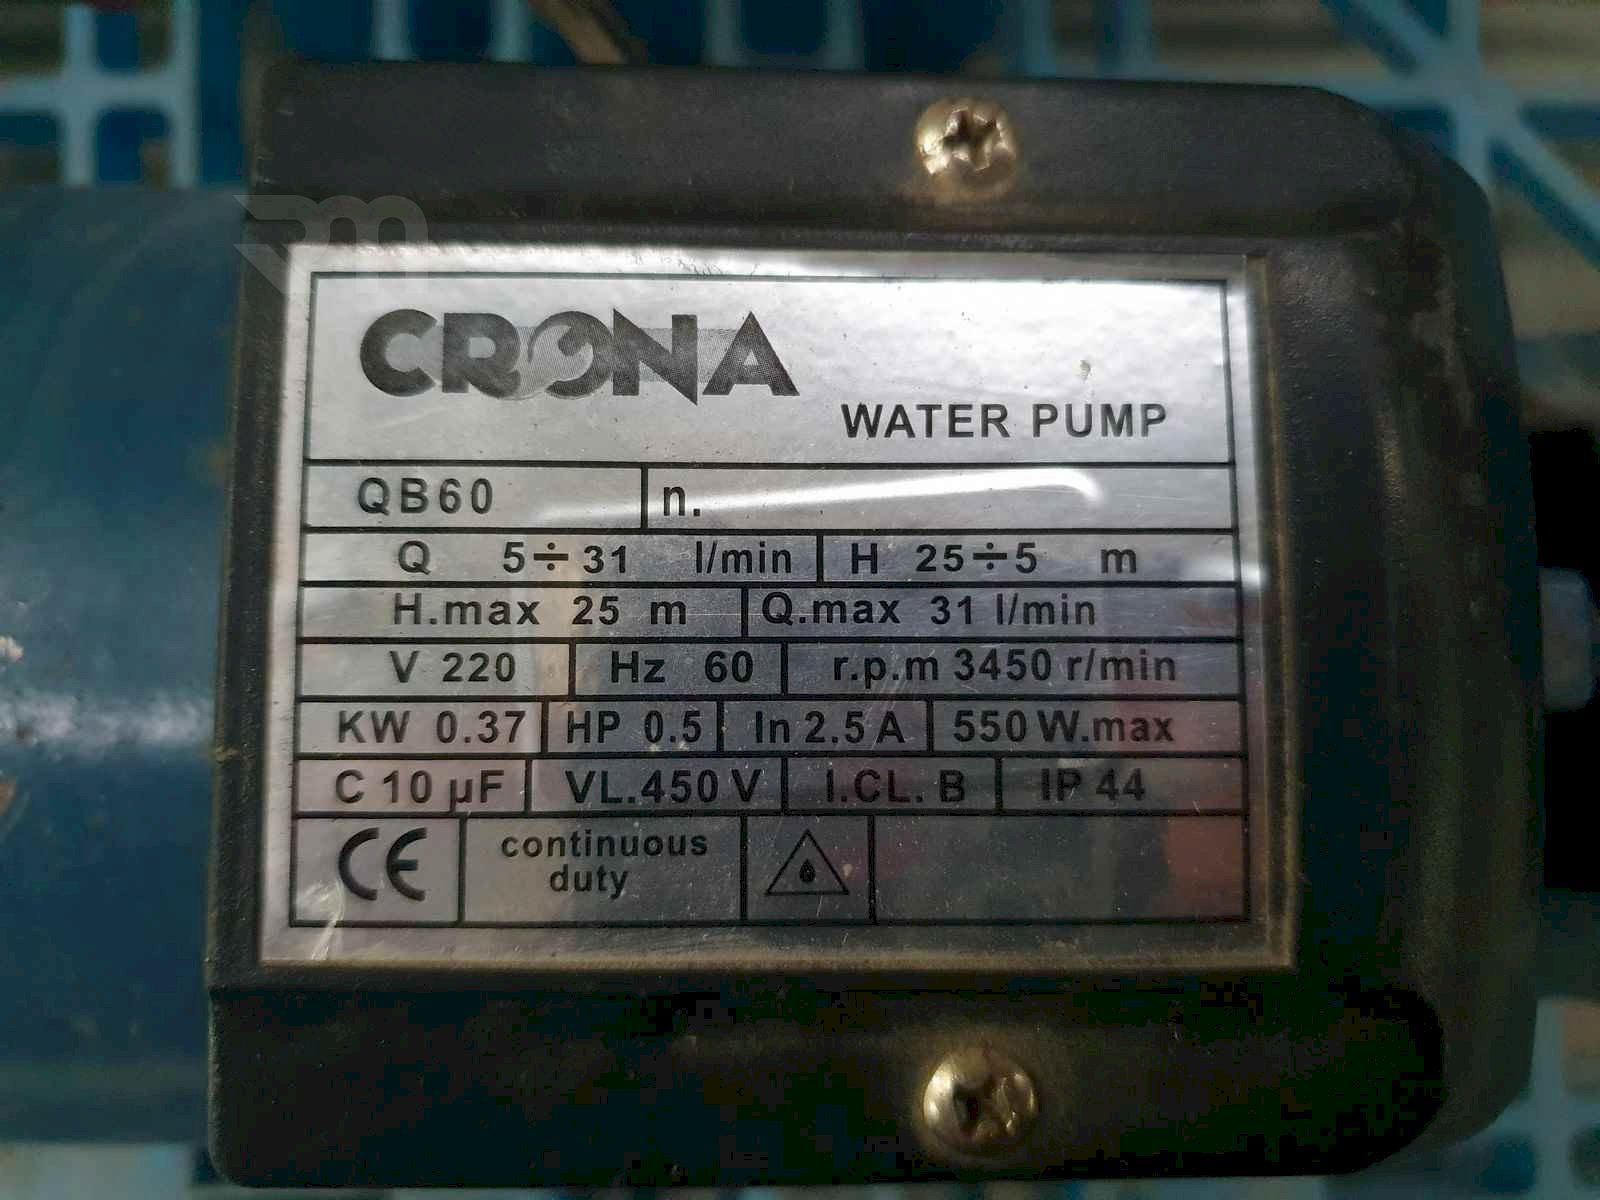 CRONA
WATER PUMP
QB60 n.
Q 5÷31 l/min H 25÷5 m
H.max 25 m Q.max 31 l/min
V 220 Hz 60 r.p.m 3450 r/min
KW 0.37 HP 0.5 In 2.5 A 550 W.max
C 10 µF VL.450 V I.CL. B IP 44
CE continuous
duty